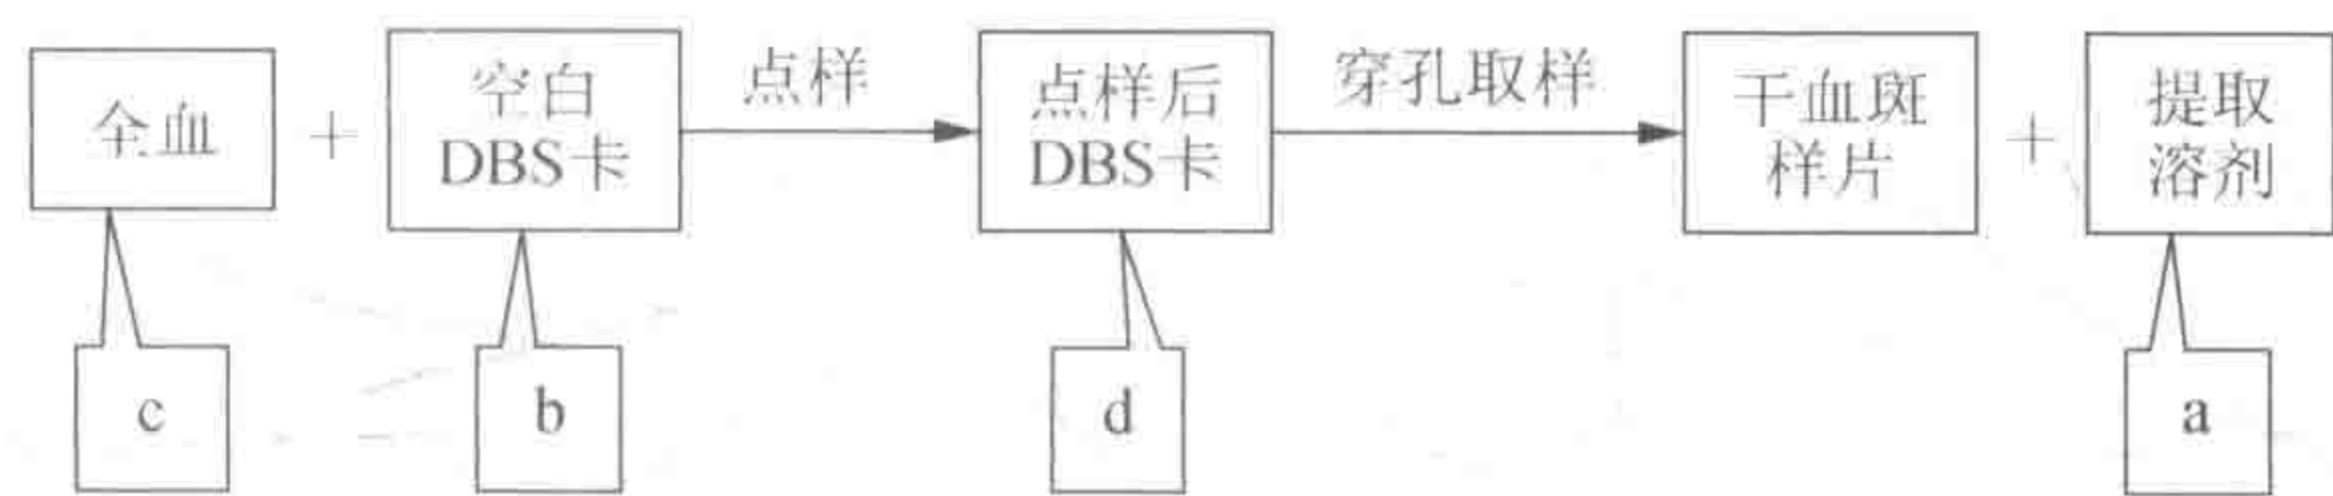 全血
+
空白
DBS卡
点样
点样后
DBS卡
穿孔取样
干血斑
样片
+
提取
溶剂
c
b
d
a